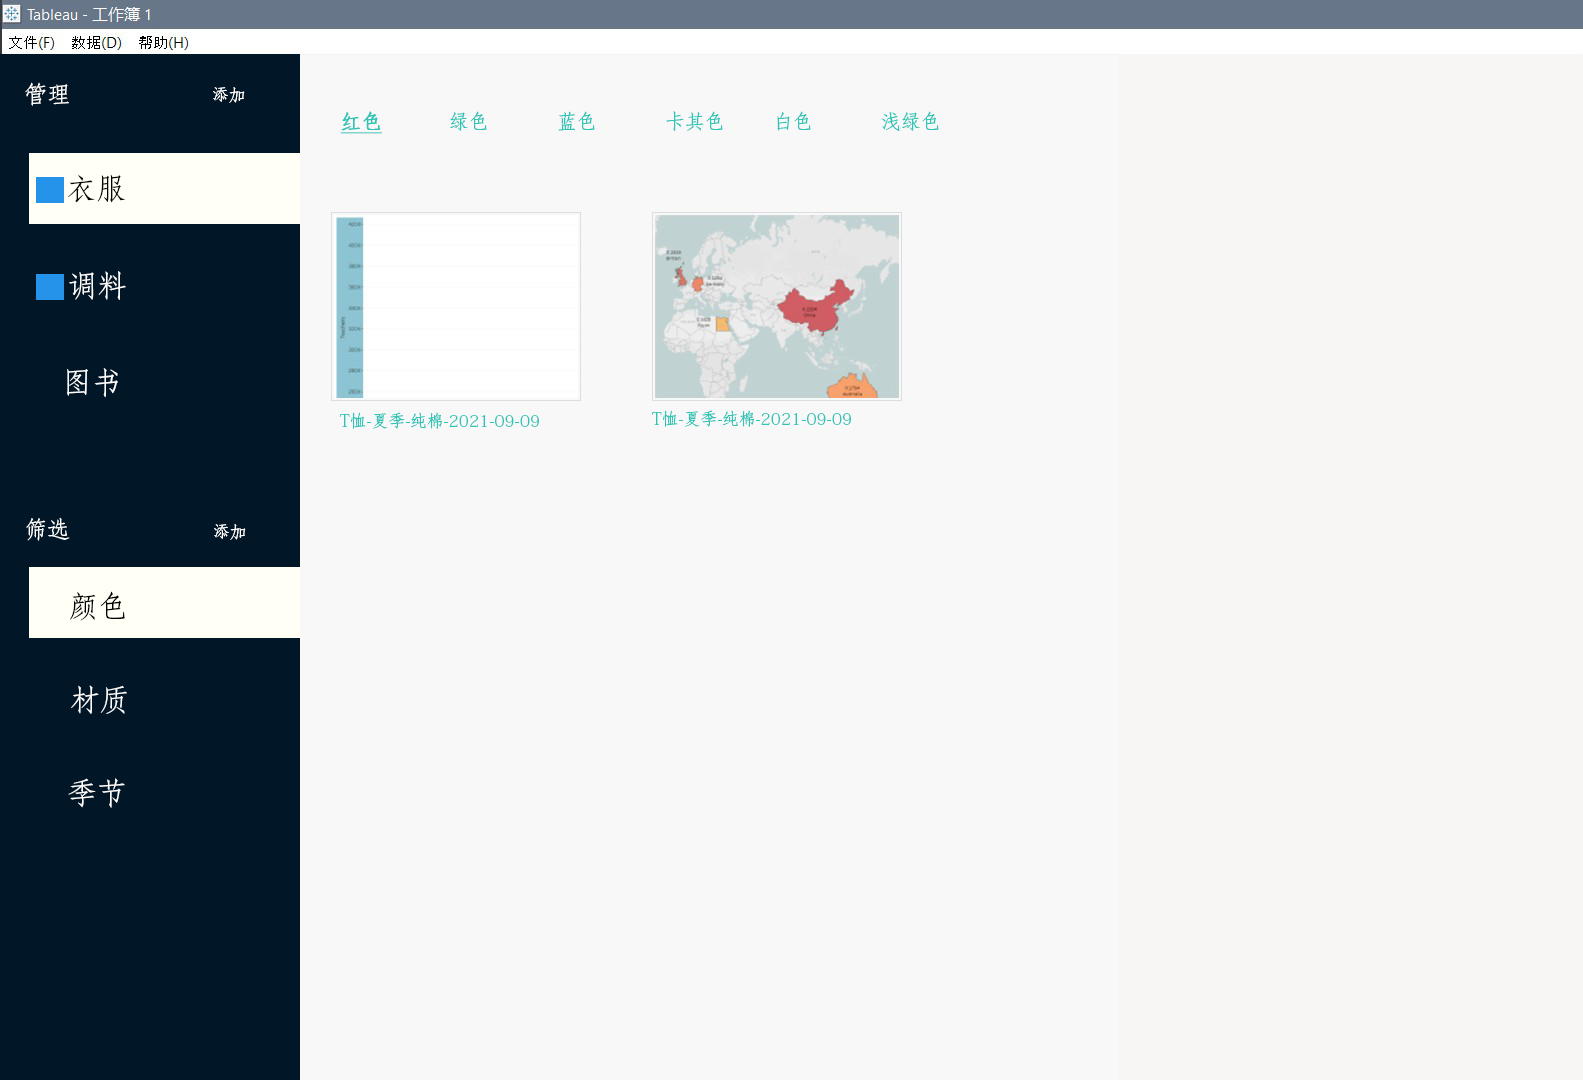 Tableau - 工作簿 1
文件(F) 数据(D) 帮助(H)
管理 添加
衣服
调料
图书
筛选 添加
颜色
材质
季节
红色 绿色 蓝色 卡其色 白色 浅绿色
T恤-夏季-纯棉-2021-09-09
T恤-夏季-纯棉-2021-09-09